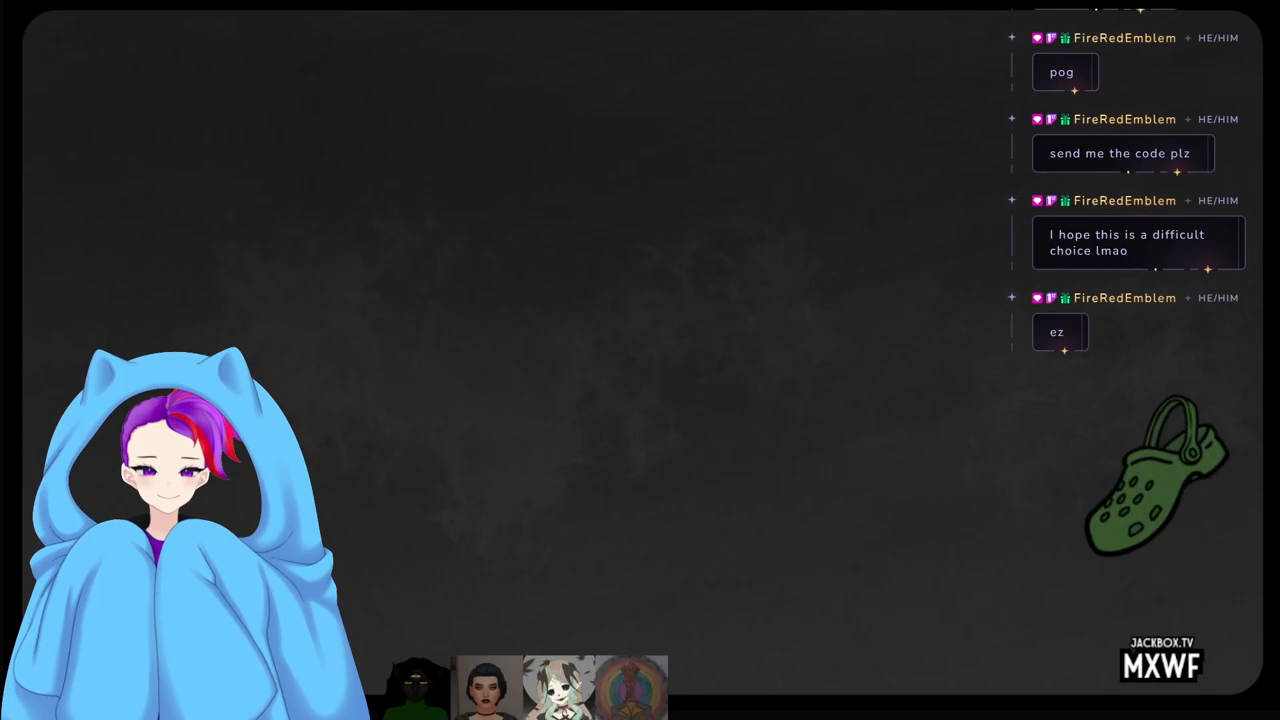 FireRedEmblem HE/HIM
pog
FireRedEmblem HE/HIM
send me the code plz
FireRedEmblem HE/HIM
I hope this is a difficult
choice lmao
FireRedEmblem HE/HIM
ez
JACKBOX.TV
MXWF